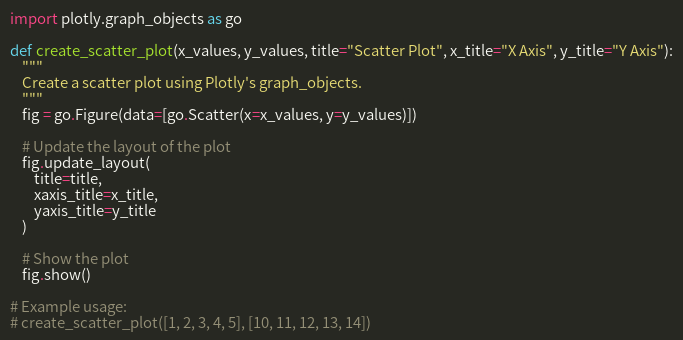 import plotly.graph_objects as go

def create_scatter_plot(x_values, y_values, title="Scatter Plot", x_title="X Axis", y_title="Y Axis"):
    """
    Create a scatter plot using Plotly's graph_objects.
    """
    fig = go.Figure(data=[go.Scatter(x=x_values, y=y_values)])

    # Update the layout of the plot
    fig.update_layout(
        title=title,
        xaxis_title=x_title,
        yaxis_title=y_title
    )

    # Show the plot
    fig.show()

# Example usage:
# create_scatter_plot([1, 2, 3, 4, 5], [10, 11, 12, 13, 14])